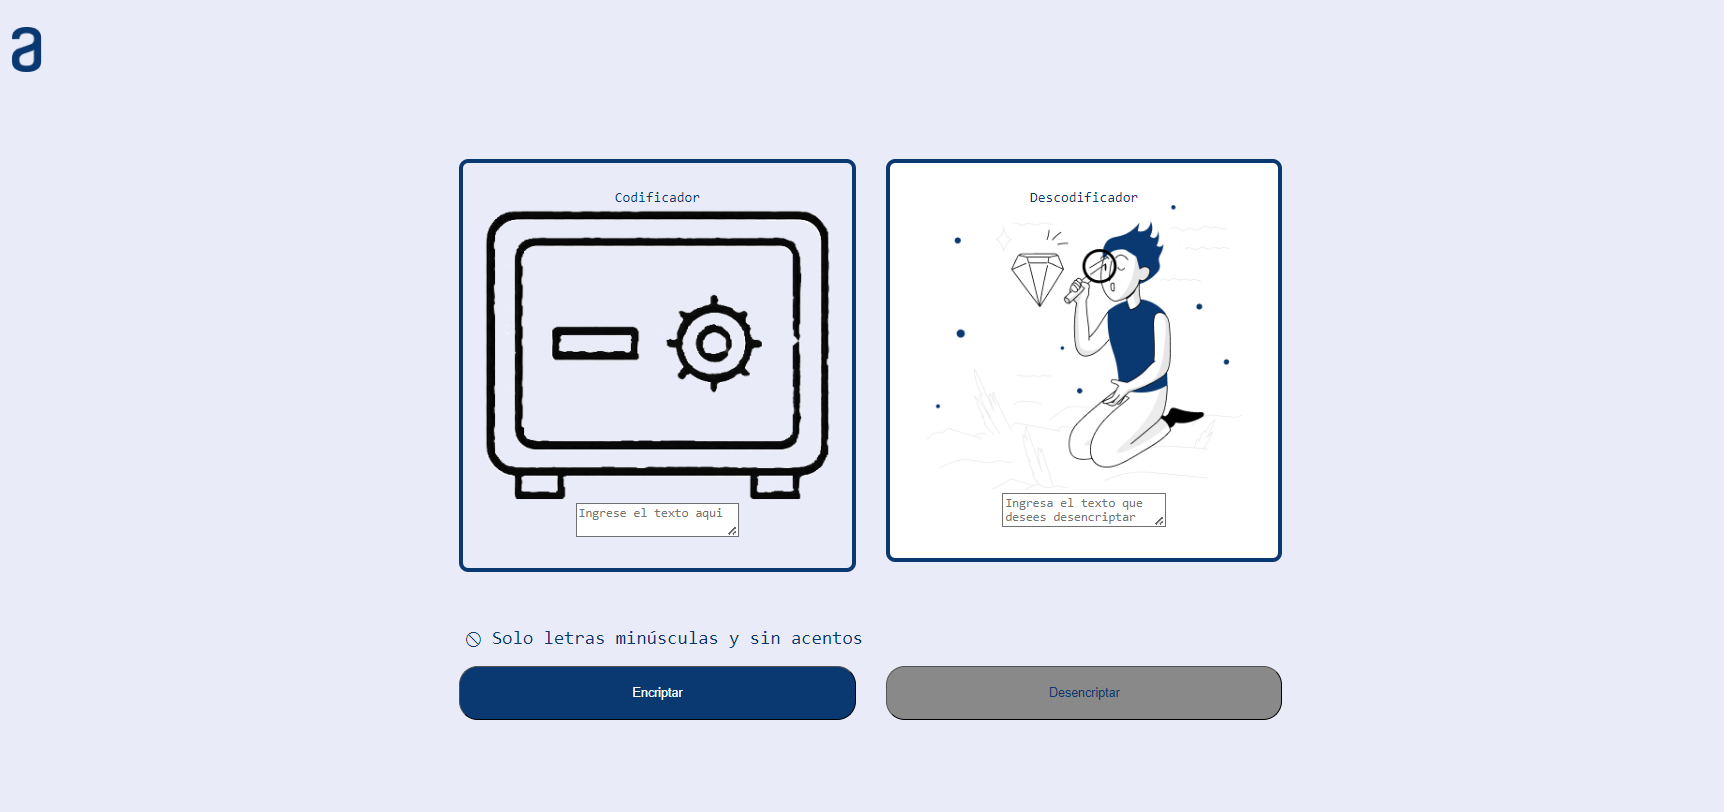 a
Codificador
Ingrese el texto aqui
Descodificador
Ingresa el texto que
desees desencriptar
Solo letras minúsculas y sin acentos
Encriptar
Desencriptar